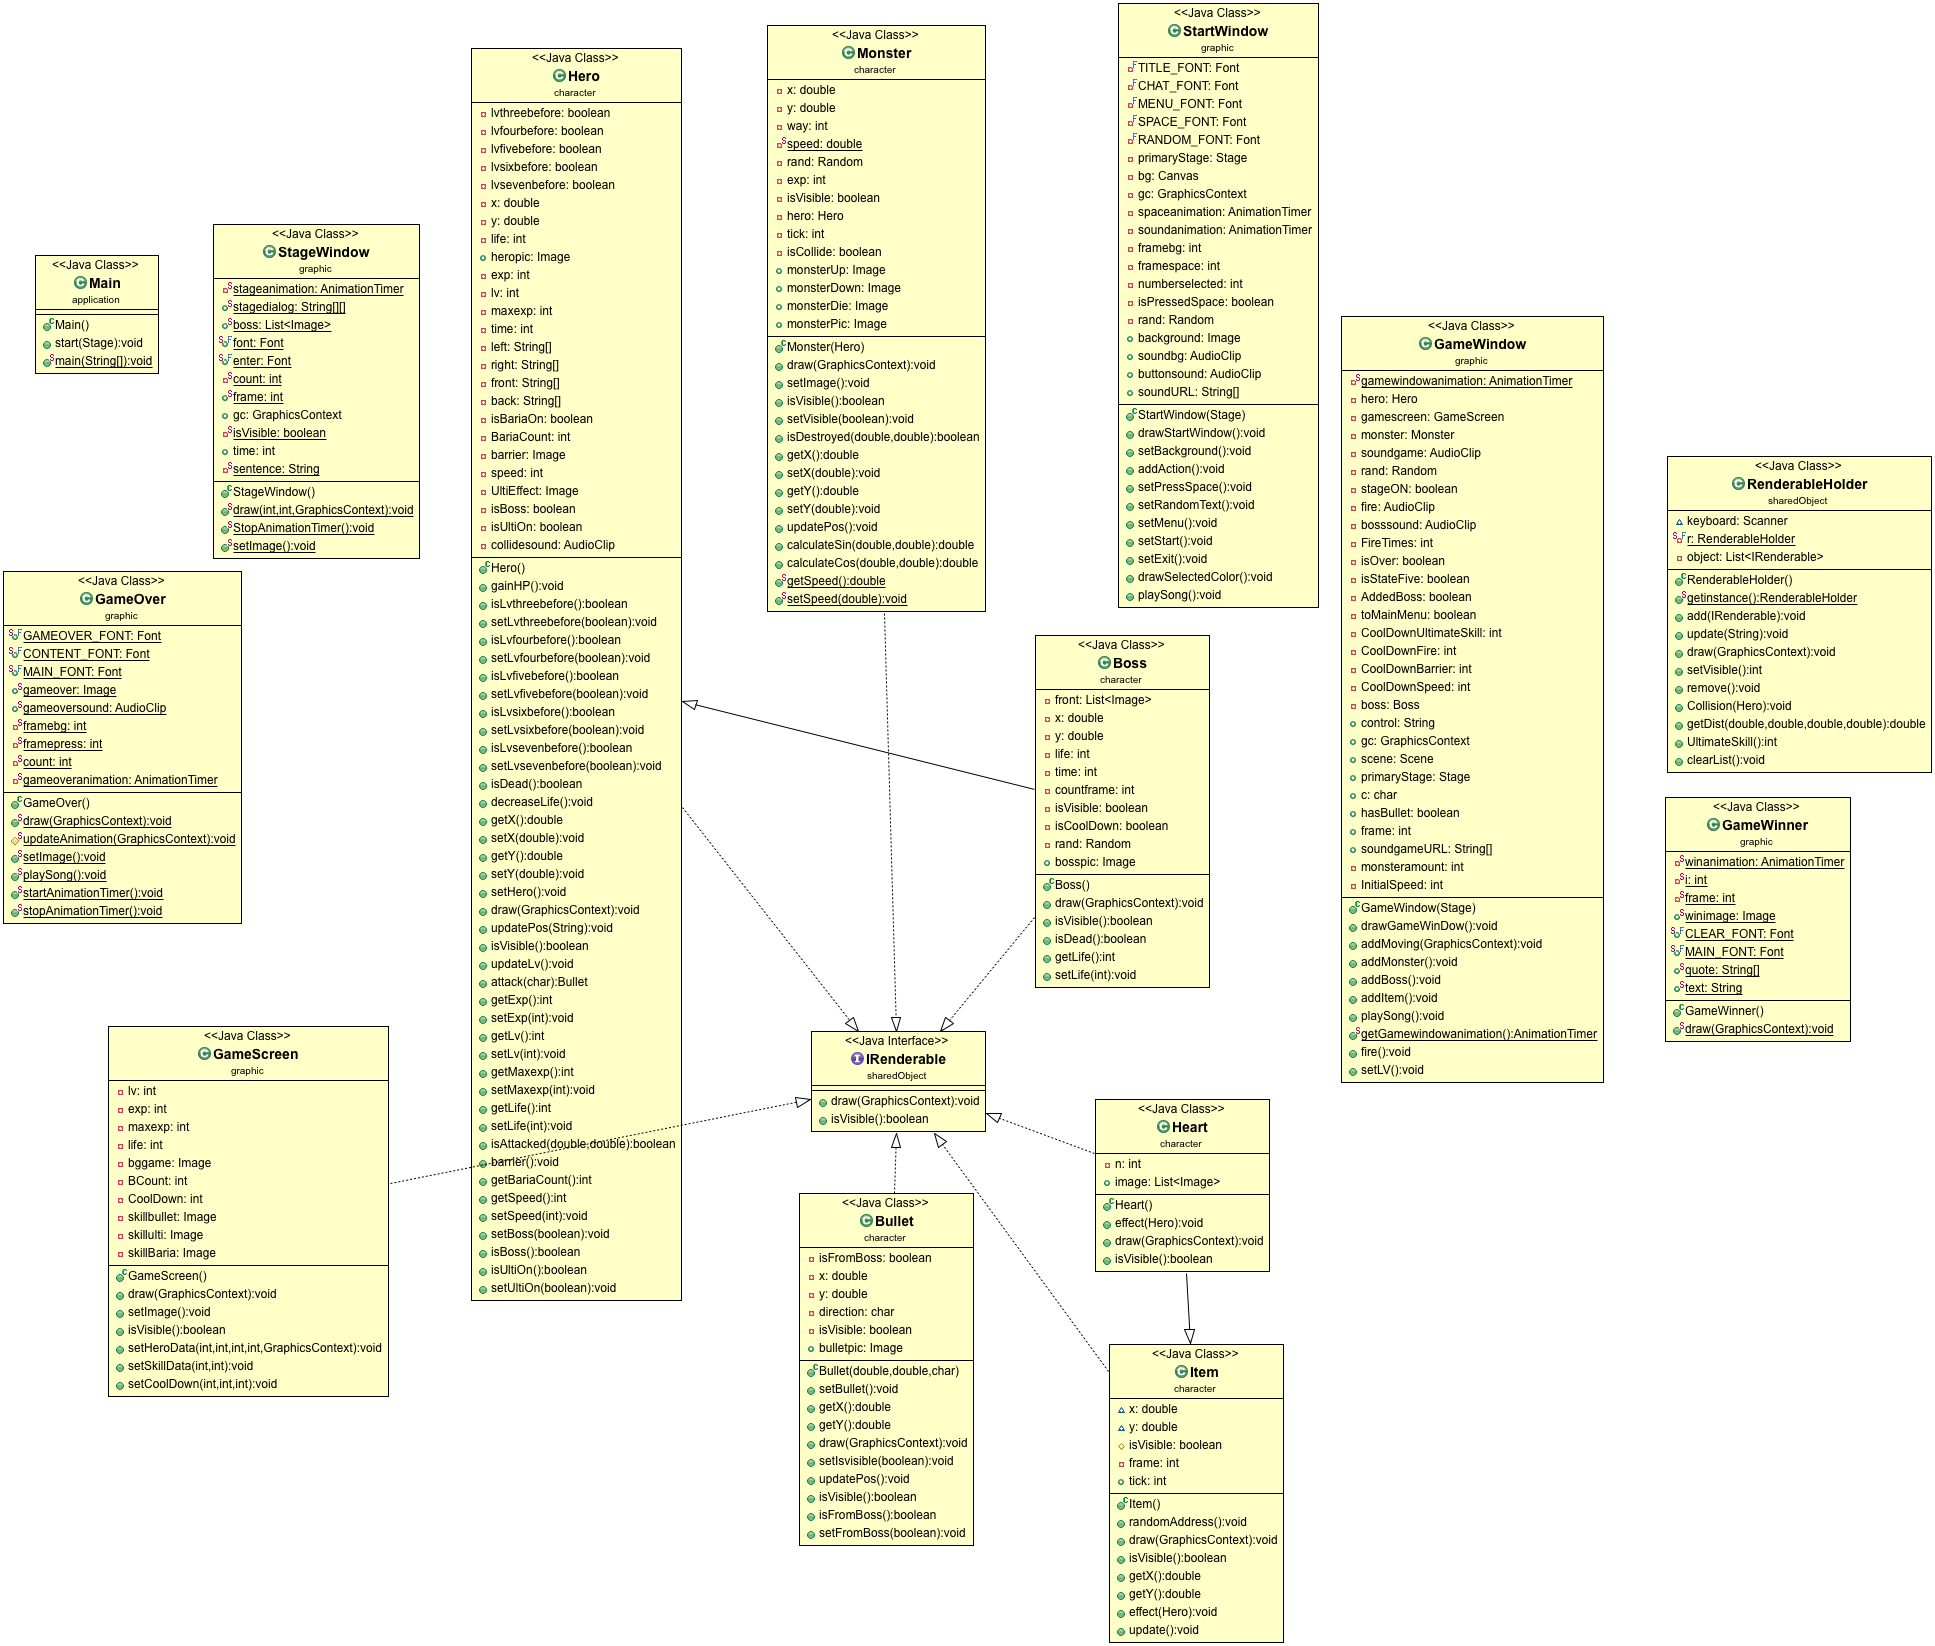 <<Java Class>>
Main
application
Main()
start(Stage):void
main(String[]):void
<<Java Class>>
StageWindow
graphic
stageanimation: AnimationTimer
stagedialog: String[][]
boss: List<Image>
font: Font
enter: Font
count: int
frame: int
gc: GraphicsContext
isVisible: boolean
time: int
sentence: String
StageWindow()
draw(int,int,GraphicsContext):void
StopAnimationTimer():void
setImage():void
<<Java Class>>
GameOver
graphic
GAMEOVER_FONT: Font
CONTENT_FONT: Font
MAIN_FONT: Font
gameover: Image
gameoversound: AudioClip
framebg: int
framepress: int
count: int
gameoveranimation: AnimationTimer
GameOver()
draw(GraphicsContext):void
updateAnimation(GraphicsContext):void
setImage():void
playSong():void
startAnimationTimer():void
stopAnimationTimer():void
<<Java Class>>
GameScreen
graphic
lv: int
exp: int
maxexp: int
life: int
bggame: Image
BCount: int
CoolDown: int
skillbullet: Image
skillulti: Image
skillBaria: Image
GameScreen()
draw(GraphicsContext):void
setImage():void
isVisible():boolean
setHeroData(int,int,int,int,GraphicsContext):void
setSkillData(int,int):void
setCoolDown(int,int,int):void
<<Java Class>>
Hero
character
lvthreebefore: boolean
lvfourbefore: boolean
lvfivebefore: boolean
lvsixbefore: boolean
lvsevenbefore: boolean
x: double
y: double
life: int
heropic: Image
exp: int
lv: int
maxexp: int
time: int
left: String[]
right: String[]
front: String[]
back: String[]
isBariaOn: boolean
BariaCount: int
barrier: Image
speed: int
UltiEffect: Image
isBoss: boolean
isUltiOn: boolean
collidesound: AudioClip
Hero()
gainHP():void
isLvthreebefore():boolean
setLvthreebefore(boolean):void
isLvfourbefore():boolean
setLvfourbefore(boolean):void
isLvfivebefore():boolean
setLvfivebefore(boolean):void
isLvsixbefore():boolean
setLvsixbefore(boolean):void
isLvsevenbefore():boolean
setLvsevenbefore(boolean):void
isDead():boolean
decreaseLife():void
getX():double
setX(double):void
getY():double
setY(double):void
setHero():void
draw(GraphicsContext):void
updatePos(String):void
isVisible():boolean
updateLv():void
attack(char):Bullet
getExp():int
setExp(int):void
getLv():int
setLv(int):void
getMaxexp():int
setMaxexp(int):void
getLife():int
setLife(int):void
isAttacked(double,double):boolean
barrier():void
getBariaCount():int
getSpeed():int
setSpeed(int):void
setBoss(boolean):void
isBoss():boolean
isUltiOn():boolean
setUltiOn(boolean):void
<<Java Class>>
Monster
character
x: double
y: double
way: int
speed: double
rand: Random
exp: int
isVisible: boolean
hero: Hero
tick: int
isCollide: boolean
monsterUp: Image
monsterDown: Image
monsterDie: Image
monsterPic: Image
Monster(Hero)
draw(GraphicsContext):void
setImage():void
isVisible():boolean
setVisible(boolean):void
isDestroyed(double,double):boolean
getX():double
setX(double):void
getY():double
setY(double):void
updatePos():void
calculateSin(double,double):double
calculateCos(double,double):double
getSpeed():double
setSpeed(double):void
<<Java Class>>
StartWindow
graphic
TITLE_FONT: Font
CHAT_FONT: Font
MENU_FONT: Font
SPACE_FONT: Font
RANDOM_FONT: Font
primaryStage: Stage
bg: Canvas
gc: GraphicsContext
spaceanimation: AnimationTimer
soundanimation: AnimationTimer
framebg: int
framespace: int
numberselected: int
isPressedSpace: boolean
rand: Random
background: Image
soundbg: AudioClip
buttonsound: AudioClip
soundURL: String[]
StartWindow(Stage)
drawStartWindow():void
setBackground():void
addAction():void
setPressSpace():void
setRandomText():void
setMenu():void
setStart():void
setExit():void
drawSelectedColor():void
playSong():void
<<Java Class>>
Boss
character
front: List<Image>
x: double
y: double
life: int
time: int
countframe: int
isVisible: boolean
isCoolDown: boolean
rand: Random
bosspic: Image
Boss()
draw(GraphicsContext):void
isVisible():boolean
isDead():boolean
getLife():int
setLife(int):void
<<Java Interface>>
IRenderable
sharedObject
draw(GraphicsContext):void
isVisible():boolean
<<Java Class>>
Bullet
character
isFromBoss: boolean
x: double
y: double
direction: char
isVisible: boolean
bulletpic: Image
Bullet(double,double,char)
setBullet():void
getX():double
getY():double
draw(GraphicsContext):void
setIsvisible(boolean):void
updatePos():void
isVisible():boolean
isFromBoss():boolean
setFromBoss(boolean):void
<<Java Class>>
Heart
character
n: int
image: List<Image>
Heart()
effect(Hero):void
draw(GraphicsContext):void
isVisible():boolean
<<Java Class>>
Item
character
x: double
y: double
isVisible: boolean
frame: int
tick: int
Item()
randomAddress():void
draw(GraphicsContext):void
isVisible():boolean
getX():double
getY():double
effect(Hero):void
update():void
<<Java Class>>
GameWindow
graphic
gamewindowanimation: AnimationTimer
hero: Hero
gamescreen: GameScreen
monster: Monster
soundgame: AudioClip
rand: Random
stageON: boolean
fire: AudioClip
bosssound: AudioClip
FireTimes: int
isOver: boolean
isStateFive: boolean
AddedBoss: boolean
toMainMenu: boolean
CoolDownUltimateSkill: int
CoolDownFire: int
CoolDownBarrier: int
CoolDownSpeed: int
boss: Boss
control: String
gc: GraphicsContext
scene: Scene
primaryStage: Stage
c: char
hasBullet: boolean
frame: int
soundgameURL: String[]
monsteramount: int
InitialSpeed: int
GameWindow(Stage)
drawGameWinDow():void
addMoving(GraphicsContext):void
addMonster():void
addBoss():void
addItem():void
playSong():void
getGamewindowanimation():AnimationTimer
fire():void
setLV():void
<<Java Class>>
RenderableHolder
sharedObject
keyboard: Scanner
r: RenderableHolder
object: List<IRenderable>
RenderableHolder()
getinstance():RenderableHolder
add(IRenderable):void
update(String):void
draw(GraphicsContext):void
setVisible():int
remove():void
Collision(Hero):void
getDist(double,double,double,double):double
UltimateSkill():int
clearList():void
<<Java Class>>
GameWinner
graphic
winanimation: AnimationTimer
i: int
frame: int
winimage: Image
CLEAR_FONT: Font
MAIN_FONT: Font
quote: String[]
text: String
GameWinner()
draw(GraphicsContext):void